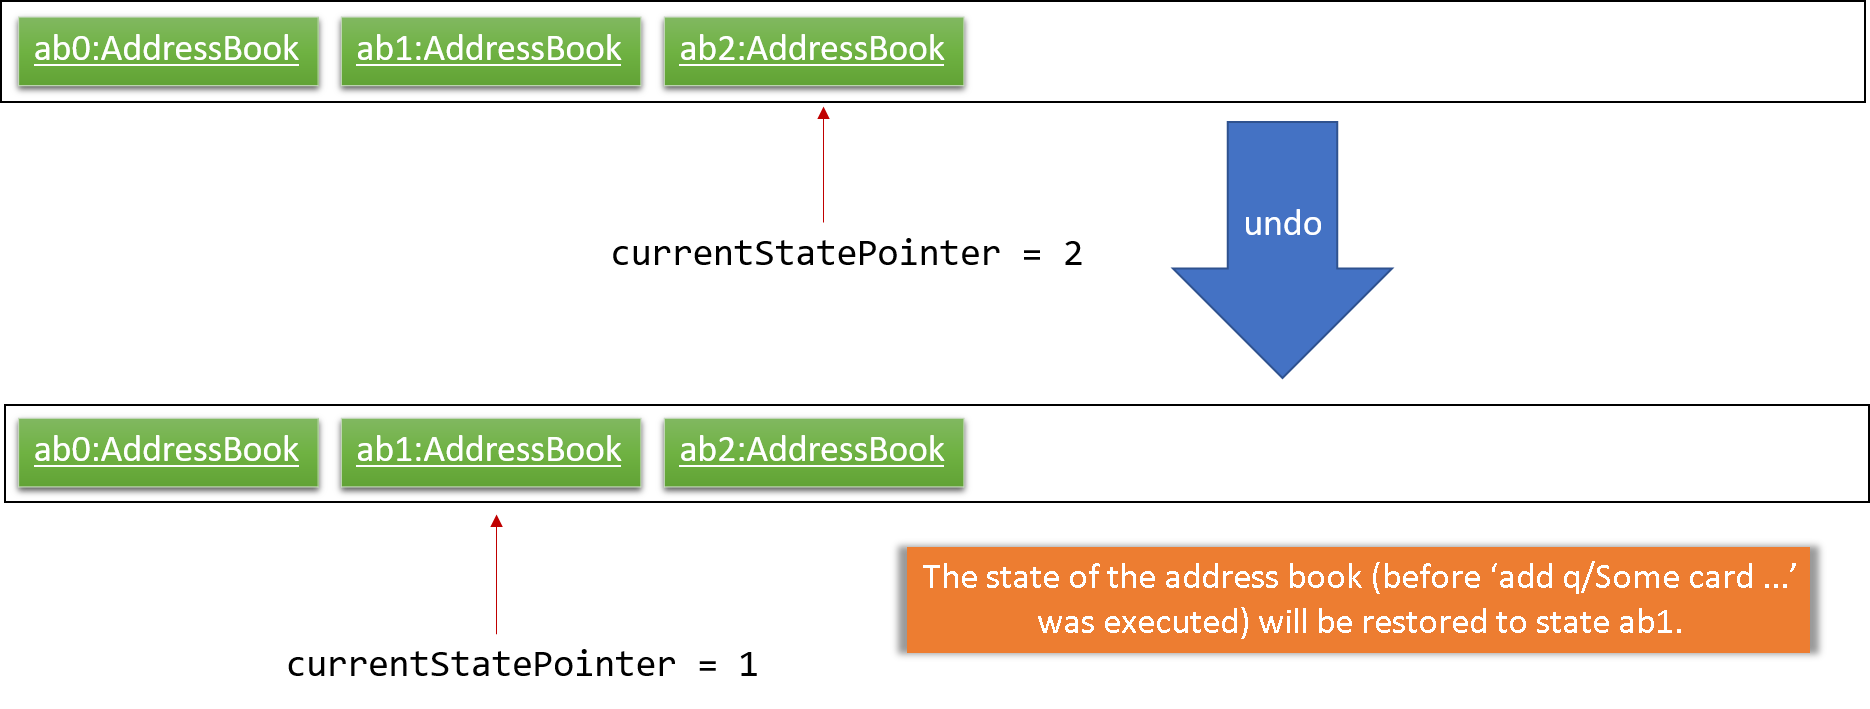 ab0:AddressBook ab1:AddressBook ab2:AddressBook
currentStatePointer = 2
undo
ab0:AddressBook ab1:AddressBook ab2:AddressBook
currentStatePointer = 1
The state of the address book (before ‘add q/Some card ...’
was executed) will be restored to state ab1.